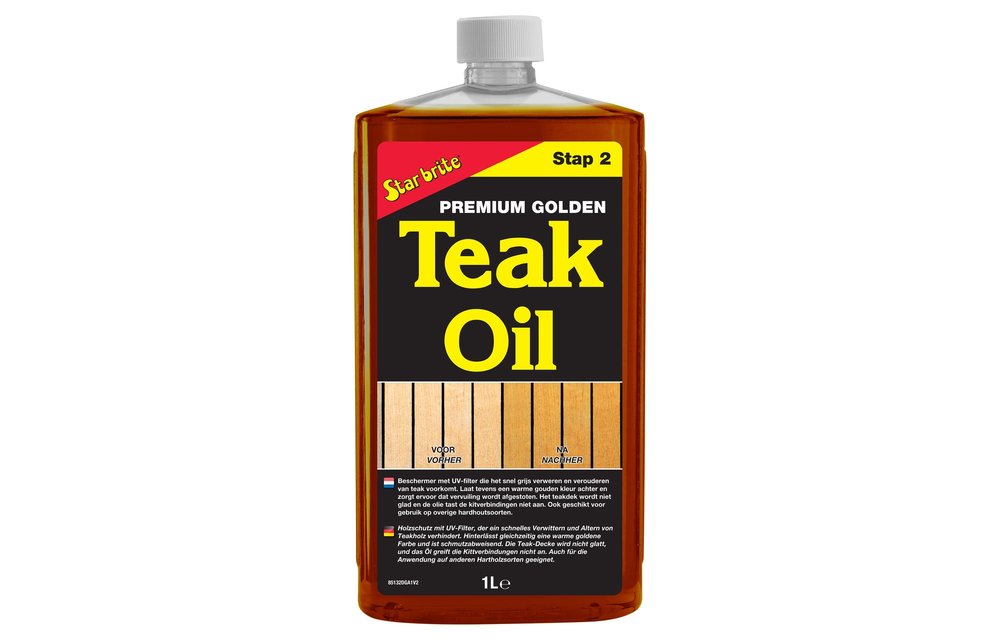 Star brite
Stap 2
PREMIUM GOLDEN
Teak
Oil
VOOR
VORHER
NA
NACHHER
Beschermer met UV-filter die het snel grijs verweren en verouderen
van teak voorkomt. Laat tevens een warme gouden kleur achter en
zorgt ervoor dat vervuiling wordt afgestoten. Het teakdek wordt niet
glad en de olie tast de kitverbindingen niet aan. Ook geschikt voor
gebruik op overige hardhoutsoorten.
Holzschutz mit UV-Filter, der ein schnelles Verwittern und Altern von
Teakholz verhindert. Hinterlässt gleichzeitig eine warme goldene
Farbe und ist schmutzabweisend. Die Teak-Decke wird nicht glatt,
und das Öl greift die Kittverbindungen nicht an. Auch für die
Anwendung auf anderen Hartholzsorten geeignet.
85132DGA1V2
1L℮